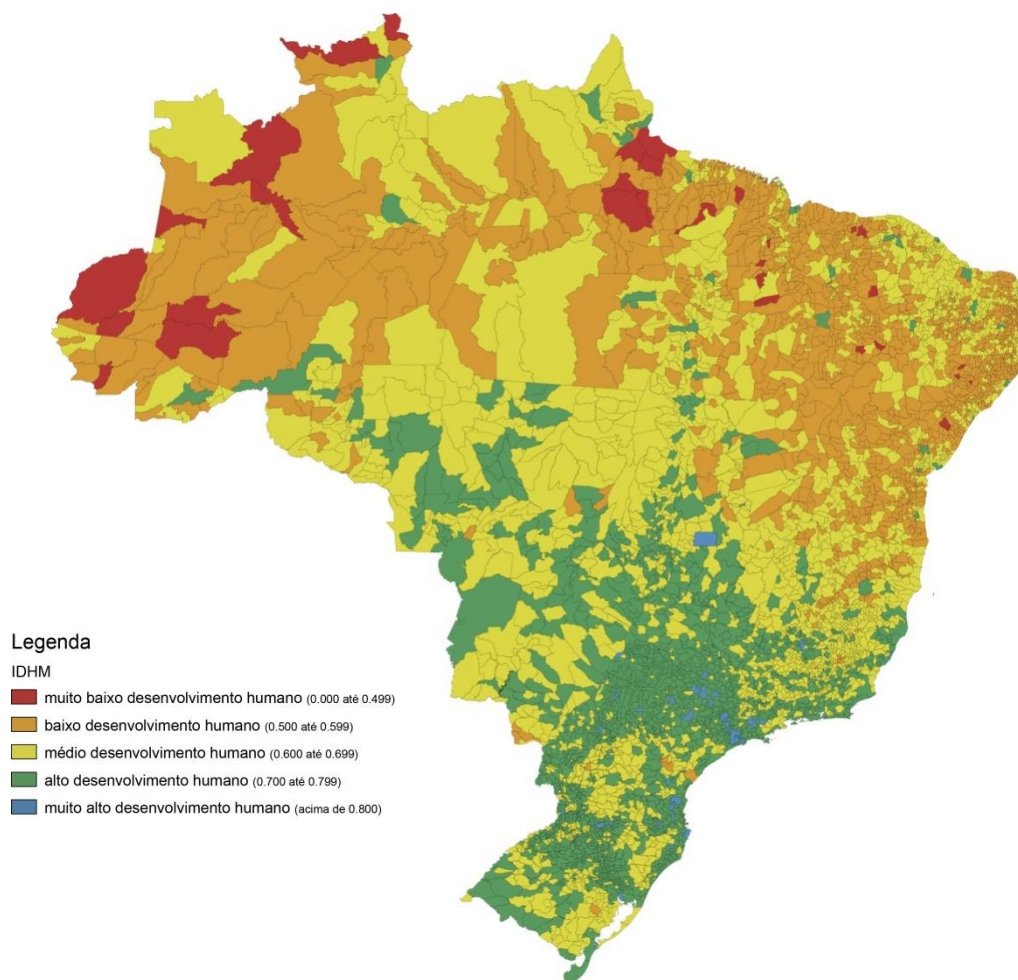 Legenda
IDHM
muito baixo desenvolvimento humano (0.000 até 0.499)
baixo desenvolvimento humano (0.500 até 0.599)
médio desenvolvimento humano (0.600 até 0.699)
alto desenvolvimento humano (0.700 até 0.799)
muito alto desenvolvimento humano (acima de 0.800)